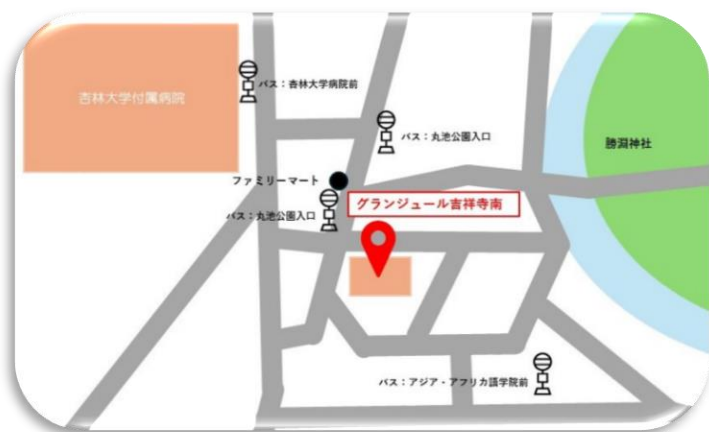 バス：杏林大学病院前
杏林大学付属病院
バス：丸池公園入口
勝淵神社
ファミリーマート
グランジュール吉祥寺南
バス：丸池公園入口
バス：アジア・アフリカ語学院前